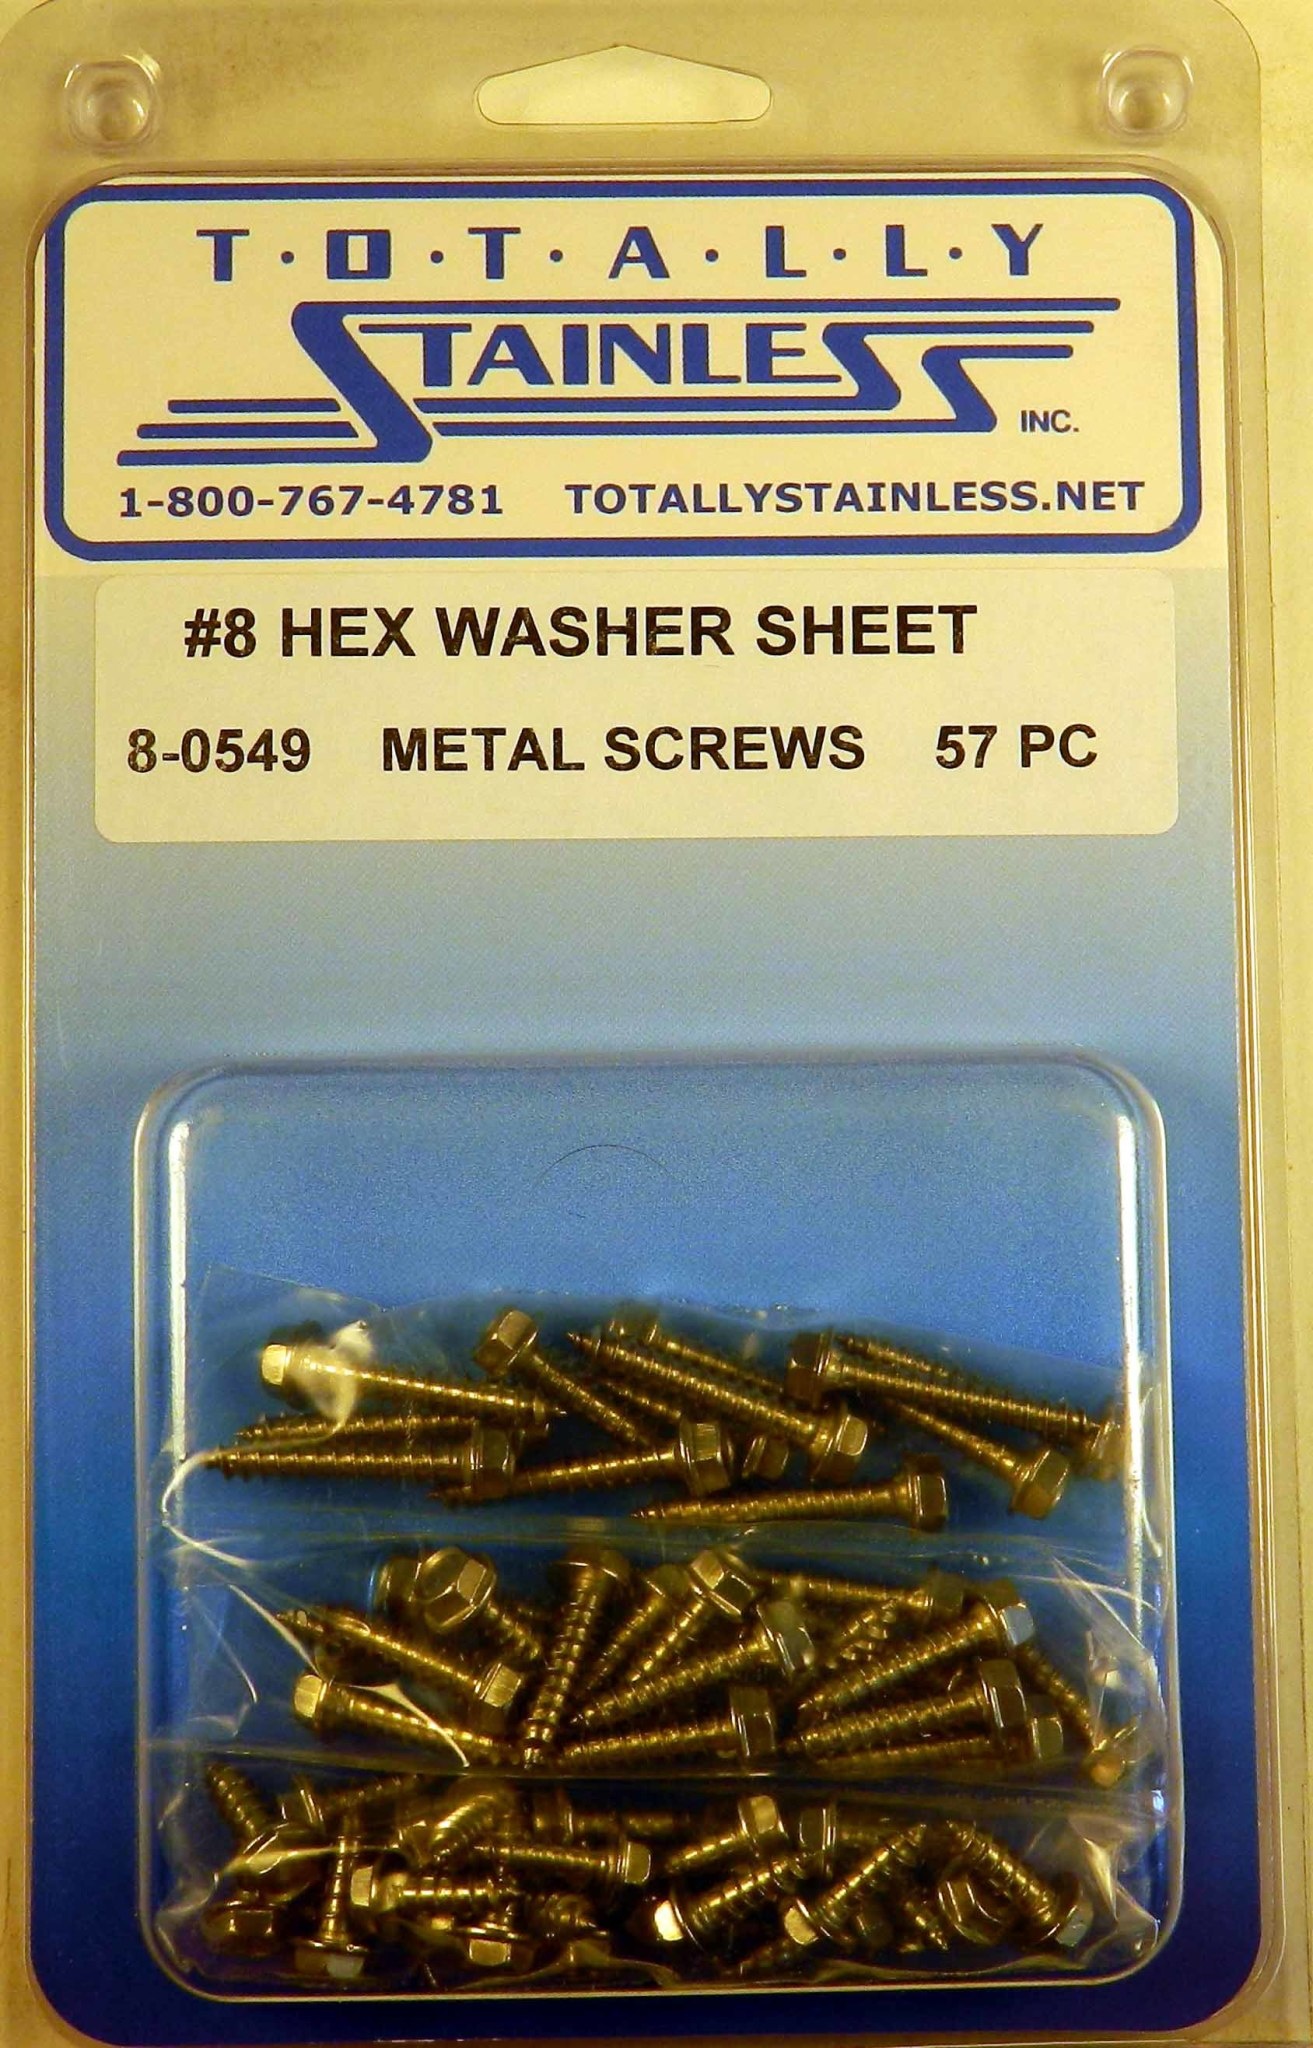 T·O·T·A·L·L·Y
STAINLESS
INC.
1-800-767-4781 TOTALLYSTAINLESS.NET
#8 HEX WASHER SHEET
8-0549 METAL SCREWS 57 PC